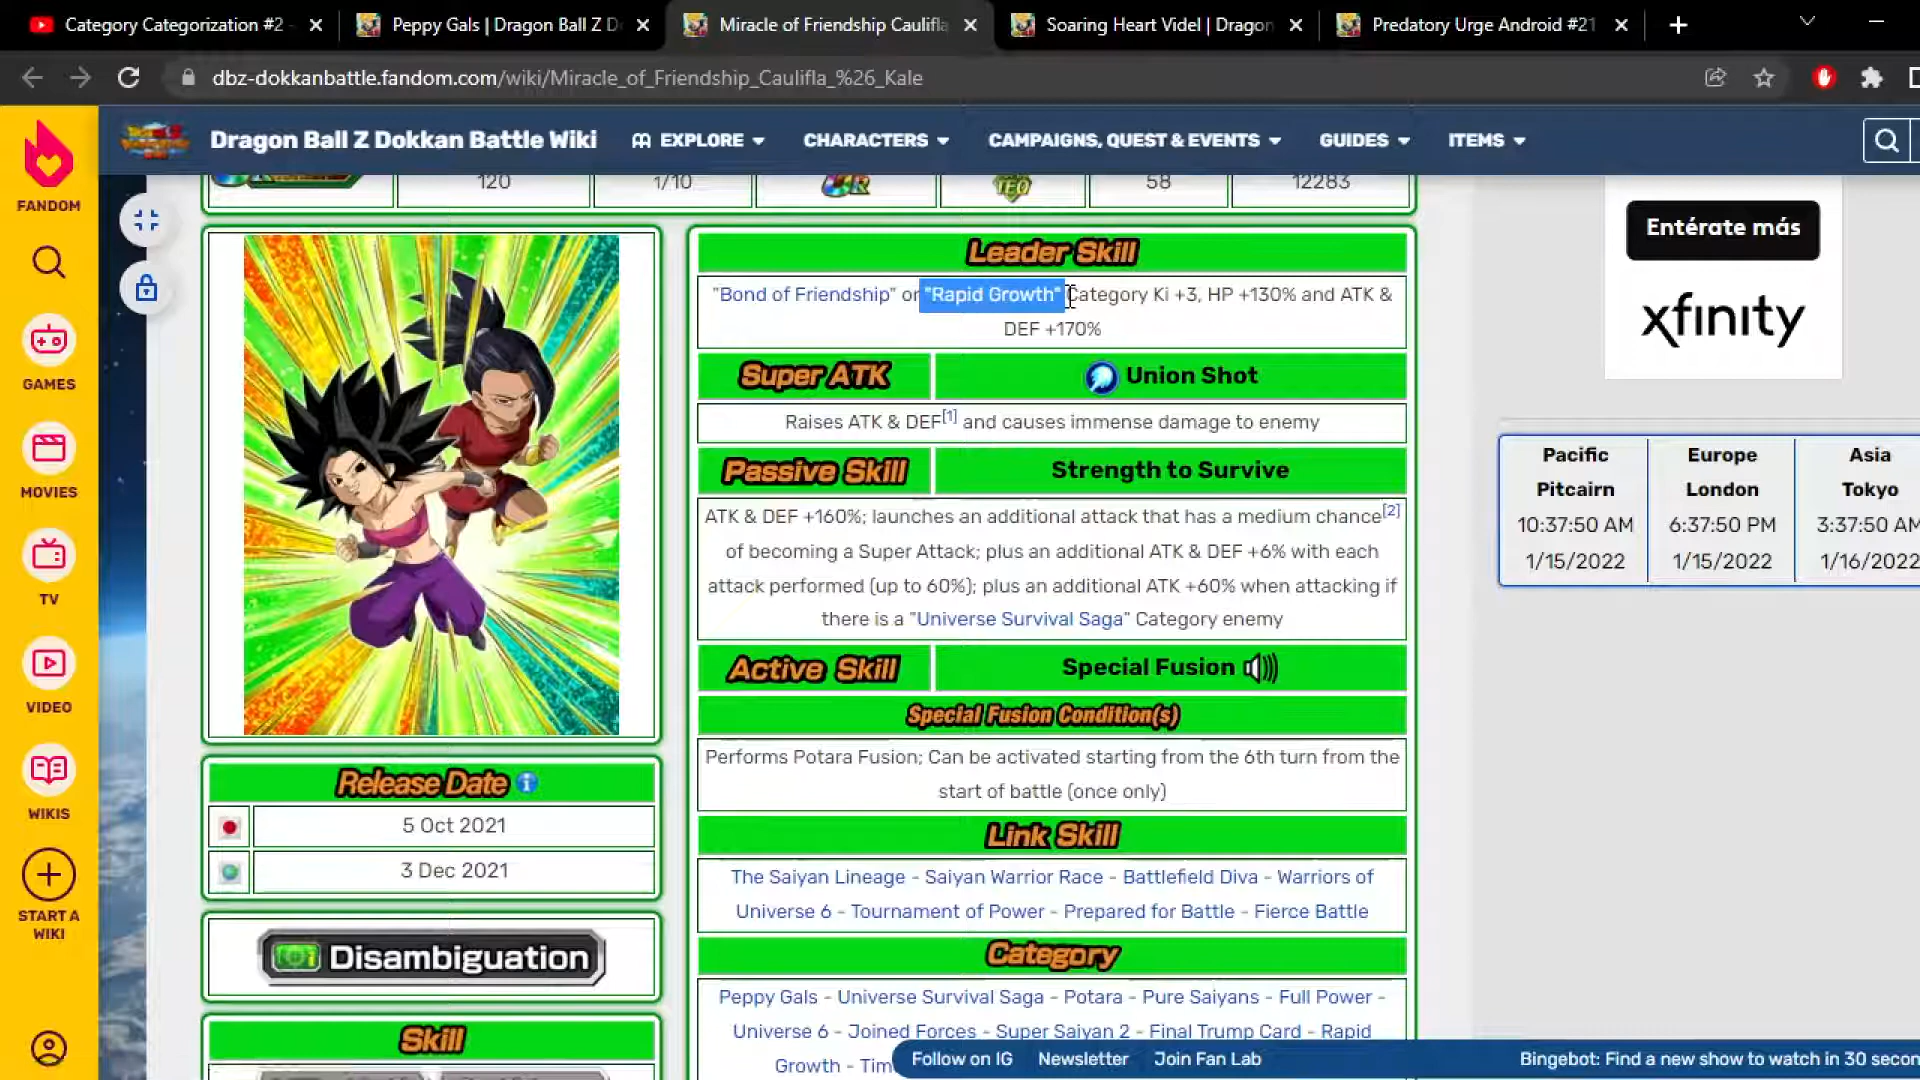 Category Categorization #2
Peppy Gals | Dragon Ball Z D
Miracle of Friendship Caulifla
Soaring Heart Videl | Dragon
Predatory Urge Android #21
dbz-dokkanbattle.fandom.com/wiki/Miracle_of_Friendship_Caulifla_%26_Kale
FANDOM
GAMES
MOVIES
TV
VIDEO
WIKIS
START A
WIKI
Dragon Ball Z Dokkan Battle Wiki
EXPLORE
CHARACTERS
CAMPAIGNS, QUEST & EVENTS
GUIDES
ITEMS
120
1/10
UR
TEQ
58
12283
Leader Skill
"Bond of Friendship" or "Rapid Growth" Category Ki +3, HP +130% and ATK &
DEF +170%
Super ATK
Union Shot
Raises ATK & DEF[1] and causes immense damage to enemy
Passive Skill
Strength to Survive
ATK & DEF +160%; launches an additional attack that has a medium chance[2]
of becoming a Super Attack; plus an additional ATK & DEF +6% with each
attack performed (up to 60%); plus an additional ATK +60% when attacking if
there is a "Universe Survival Saga" Category enemy
Active Skill
Special Fusion
Special Fusion Condition(s)
Performs Potara Fusion; Can be activated starting from the 6th turn from the
start of battle (once only)
Link Skill
The Saiyan Lineage - Saiyan Warrior Race - Battlefield Diva - Warriors of
Universe 6 - Tournament of Power - Prepared for Battle - Fierce Battle
Category
Peppy Gals - Universe Survival Saga - Potara - Pure Saiyans - Full Power -
Universe 6 - Joined Forces - Super Saiyan 2 - Final Trump Card - Rapid
Growth - Tim
Release Date
5 Oct 2021
3 Dec 2021
Disambiguation
Skill
Entérate más
xfinity
Pacific
Pitcairn
10:37:50 AM
1/15/2022
Europe
London
6:37:50 PM
1/15/2022
Asia
Tokyo
3:37:50 AM
1/16/2022
Follow on IG
Newsletter
Join Fan Lab
Bingebot: Find a new show to watch in 30 secon